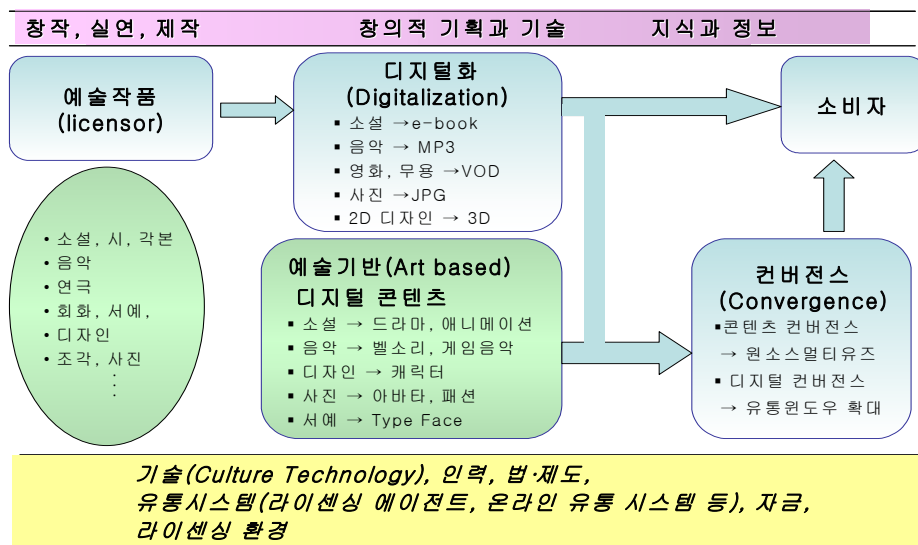 창작, 실연, 제작
창의적 기획과 기술
지식과 정보
예술작품
(licensor)
• 소설, 시, 각본
• 음악
• 연극
• 회화, 서예,
• 디자인
• 조각, 사진
:
:
디지털화
(Digitalization)
▪ 소설 →e-book
▪ 음악 → MP3
▪ 영화, 무용 →VOD
▪ 사진 →JPG
▪ 2D 디자인 → 3D
예술기반(Art based)
디지털 콘텐츠
▪ 소설 → 드라마, 애니메이션
▪ 음악 → 벨소리, 게임음악
▪ 디자인 → 캐릭터
▪ 사진 → 아바타, 패션
▪ 서예 → Type Face
소비자
컨버전스
(Convergence)
▪콘텐츠 컨버전스
→ 원소스멀티유즈
▪ 디지털 컨버전스
→ 유통윈도우 확대
기술(Culture Technology), 인력, 법·제도,
유통시스템(라이센싱 에이전트, 온라인 유통 시스템 등), 자금,
라이센싱 환경